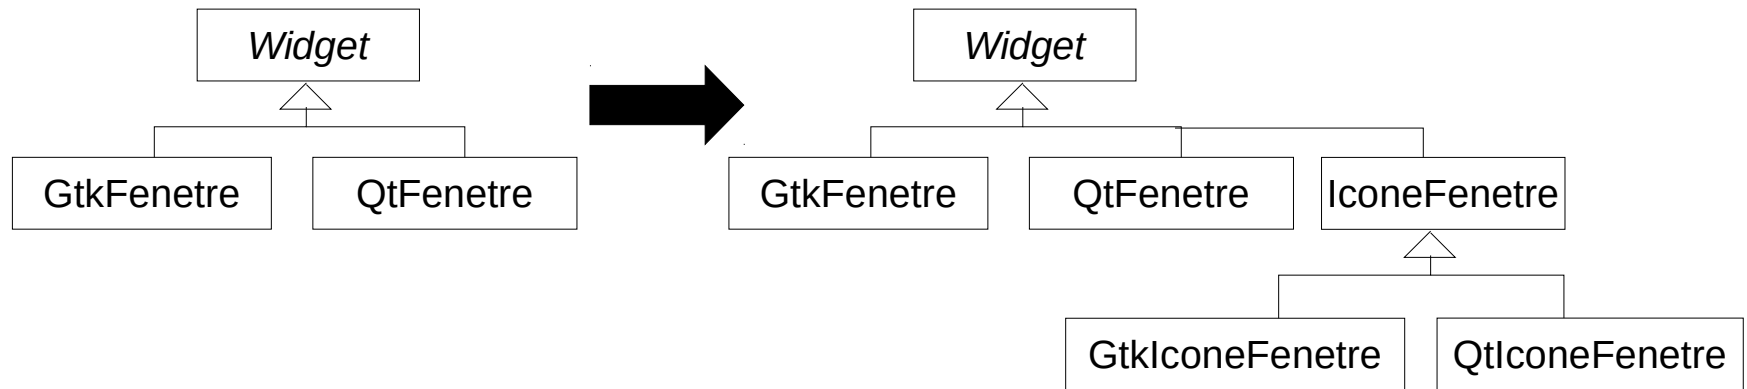 Widget
GtkFenetre
QtFenetre
Widget
GtkFenetre
QtFenetre
IconeFenetre
GtkIconeFenetre
QtIconeFenetre